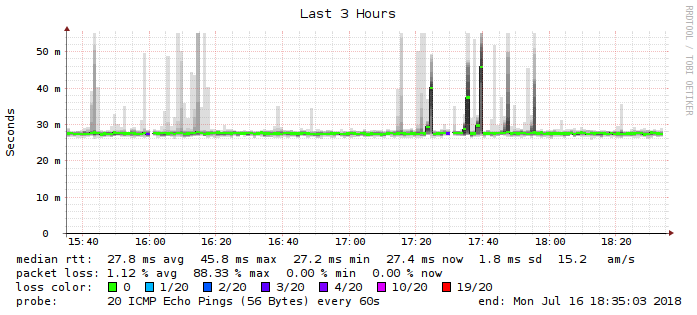 Last 3 Hours
RRDTOOL / TOBI OETIKER
Seconds
50 m
40 m
30 m
20 m
10 m
0
15:40 16:00 16:20 16:40 17:00 17:20 17:40 18:00 18:20
median rtt: 27.8 ms avg 45.8 ms max 27.2 ms min 27.4 ms now 1.8 ms sd 15.2 am/s
packet loss: 1.12 % avg 88.33 % max 0.00 % min 0.00 % now
loss color: 0 1/20 2/20 3/20 4/20 10/20 19/20
probe: 20 ICMP Echo Pings (56 Bytes) every 60s end: Mon Jul 16 18:35:03 2018